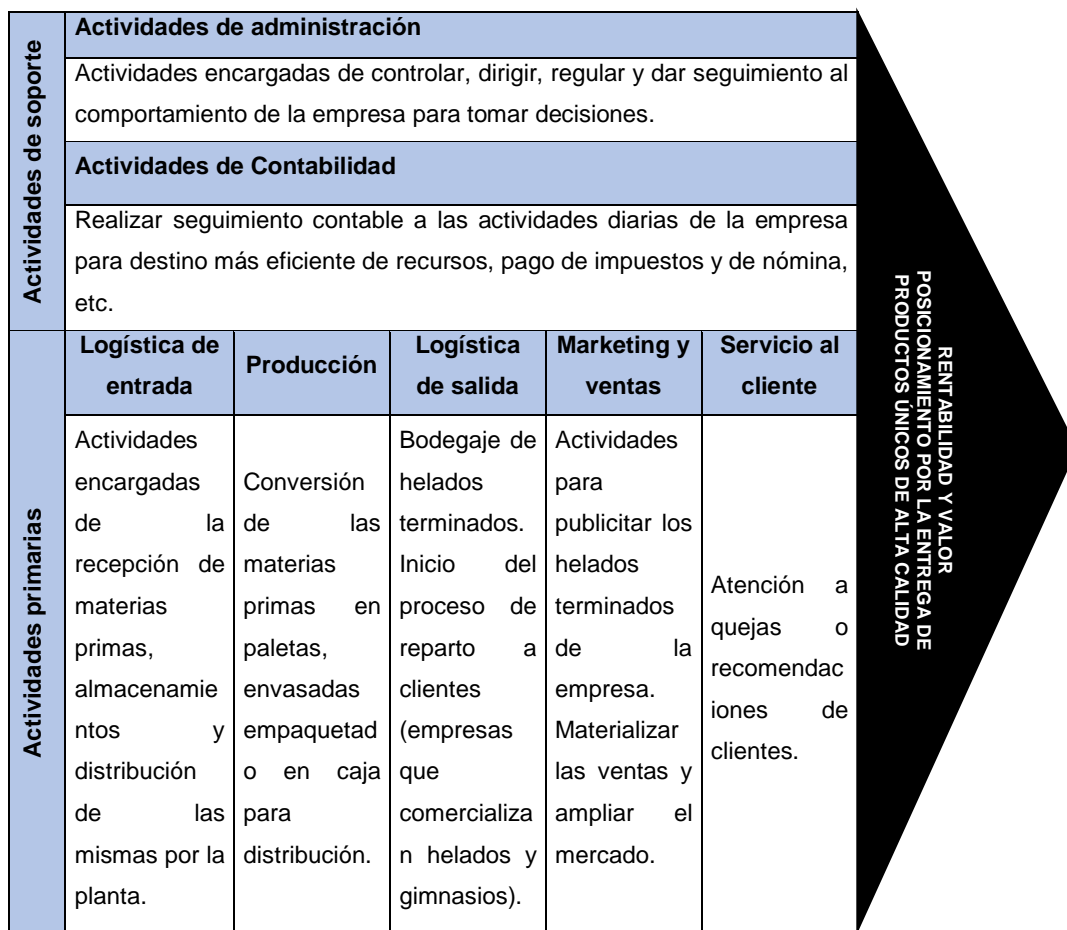 Actividades de soporte
Actividades de administración
Actividades encargadas de controlar, dirigir, regular y dar seguimiento al
comportamiento de la empresa para tomar decisiones.
Actividades de Contabilidad
Realizar seguimiento contable a las actividades diarias de la empresa
para destino más eficiente de recursos, pago de impuestos y de nómina,
etc.
Actividades primarias
Logística de
entrada
Producción
Logística
de salida
Marketing y
ventas
Servicio al
cliente
Actividades
encargadas
de la
recepción de
materias
primas,
almacenamie
ntos y
distribución
de las
mismas por la
planta.
Conversión
de las
materias
primas en
paletas,
envasadas
empaquetad
o en caja
para
distribución.
Bodegaje de
helados
terminados.
Inicio del
proceso de
reparto a
clientes
(empresas
que
comercializa
n helados y
gimnasios).
Actividades
para
publicitar los
helados
terminados
de la
empresa.
Materializar
las ventas y
ampliar el
mercado.
Atención a
quejas o
recomendac
iones de
clientes.
RENTABILIDAD Y VALOR
POSICIONAMIENTO POR LA ENTREGA DE
PRODUCTOS ÚNICOS DE ALTA CALIDAD